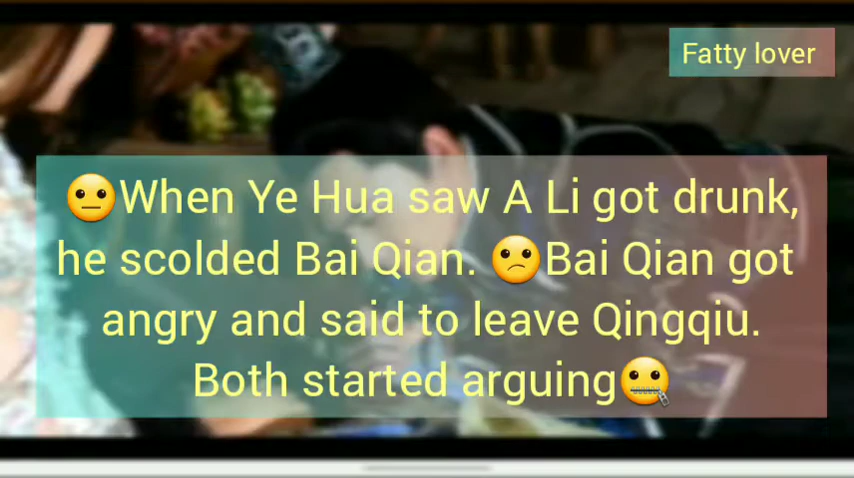 Fatty lover
😐When Ye Hua saw A Li got drunk,
he scolded Bai Qian. 😕Bai Qian got
angry and said to leave Qingqiu.
Both started arguing🤐